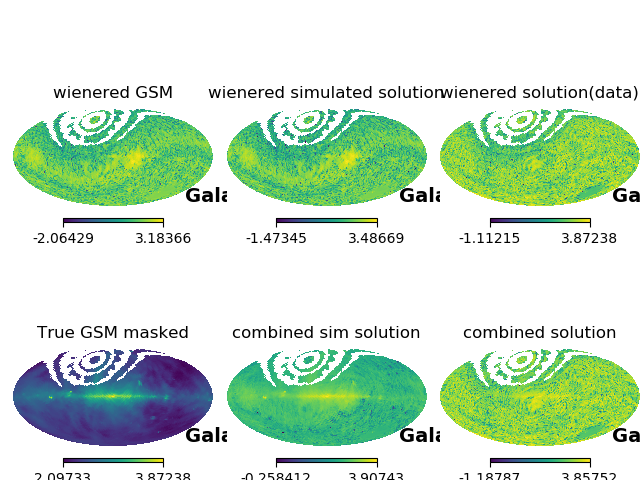 wienered GSM
wienered simulated solution
wienered solution(data)
Gala
Gala
Ga
-2.06429 3.18366
-1.47345 3.48669
-1.11215 3.87238
True GSM masked
combined sim solution
combined solution
Gala
Gala
Ga
2.09733 3.87238
-0.258412 3.90743
-1.18787 3.85752